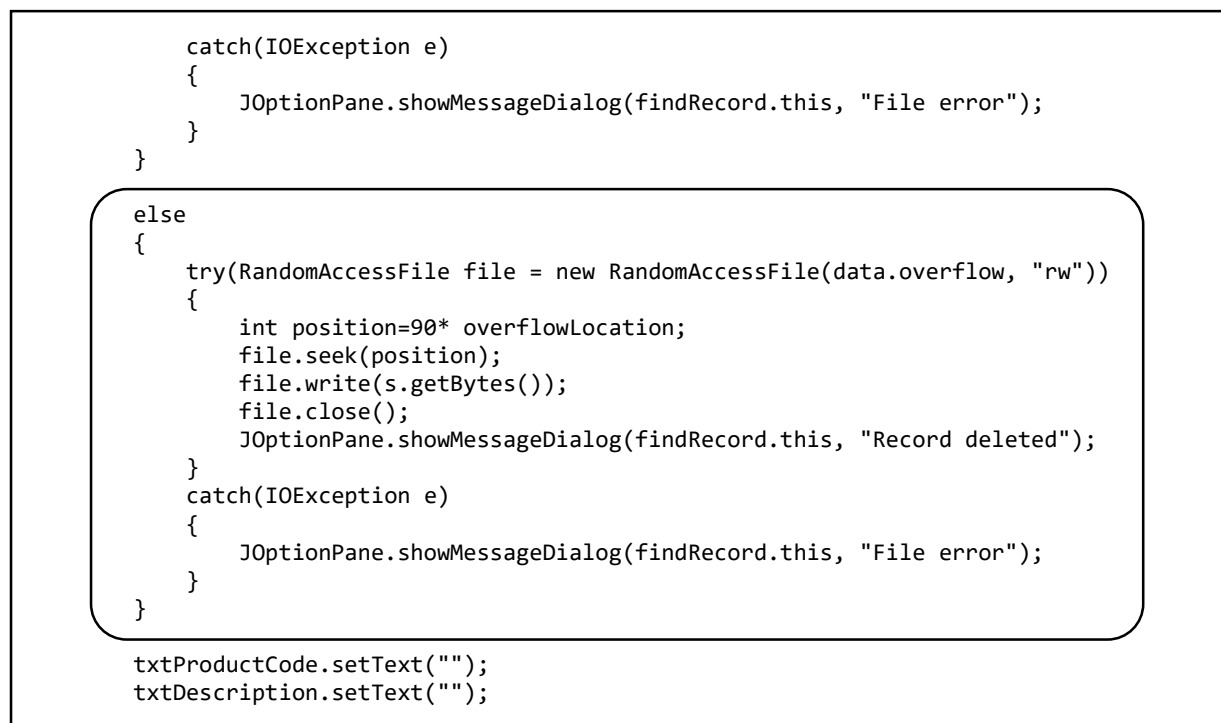 catch(IOException e)
{
JOptionPane.showMessageDialog(findRecord.this, "File error");
}
}
else
{
try(RandomAccessFile file = new RandomAccessFile(data.overflow, "rw"))
{
int position=90* overflowLocation;
file.seek(position);
file.write(s.getBytes());
file.close();
JOptionPane.showMessageDialog(findRecord.this, "Record deleted");
}
catch(IOException e)
{
JOptionPane.showMessageDialog(findRecord.this, "File error");
}
}
txtProductCode.setText("");
txtDescription.setText("");